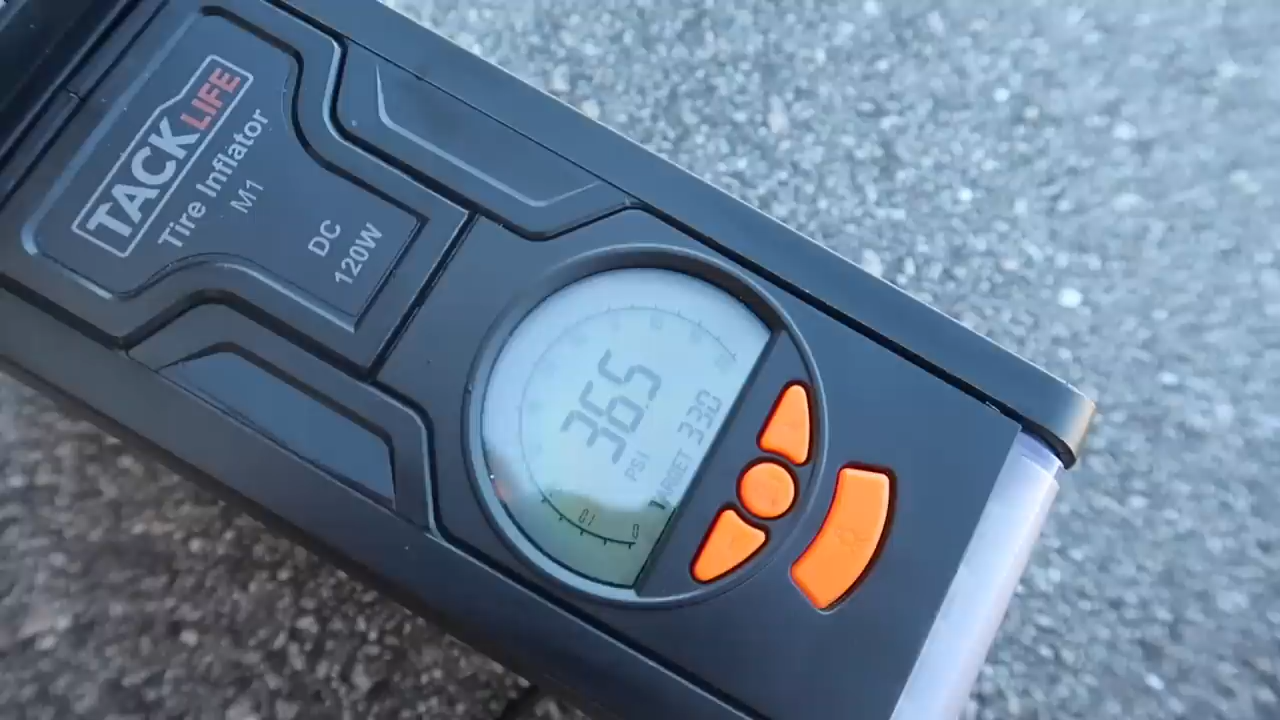 TACKLIFE
Tire Inflator
M1
DC
120W
36.5
PSI
TARGET 33.0